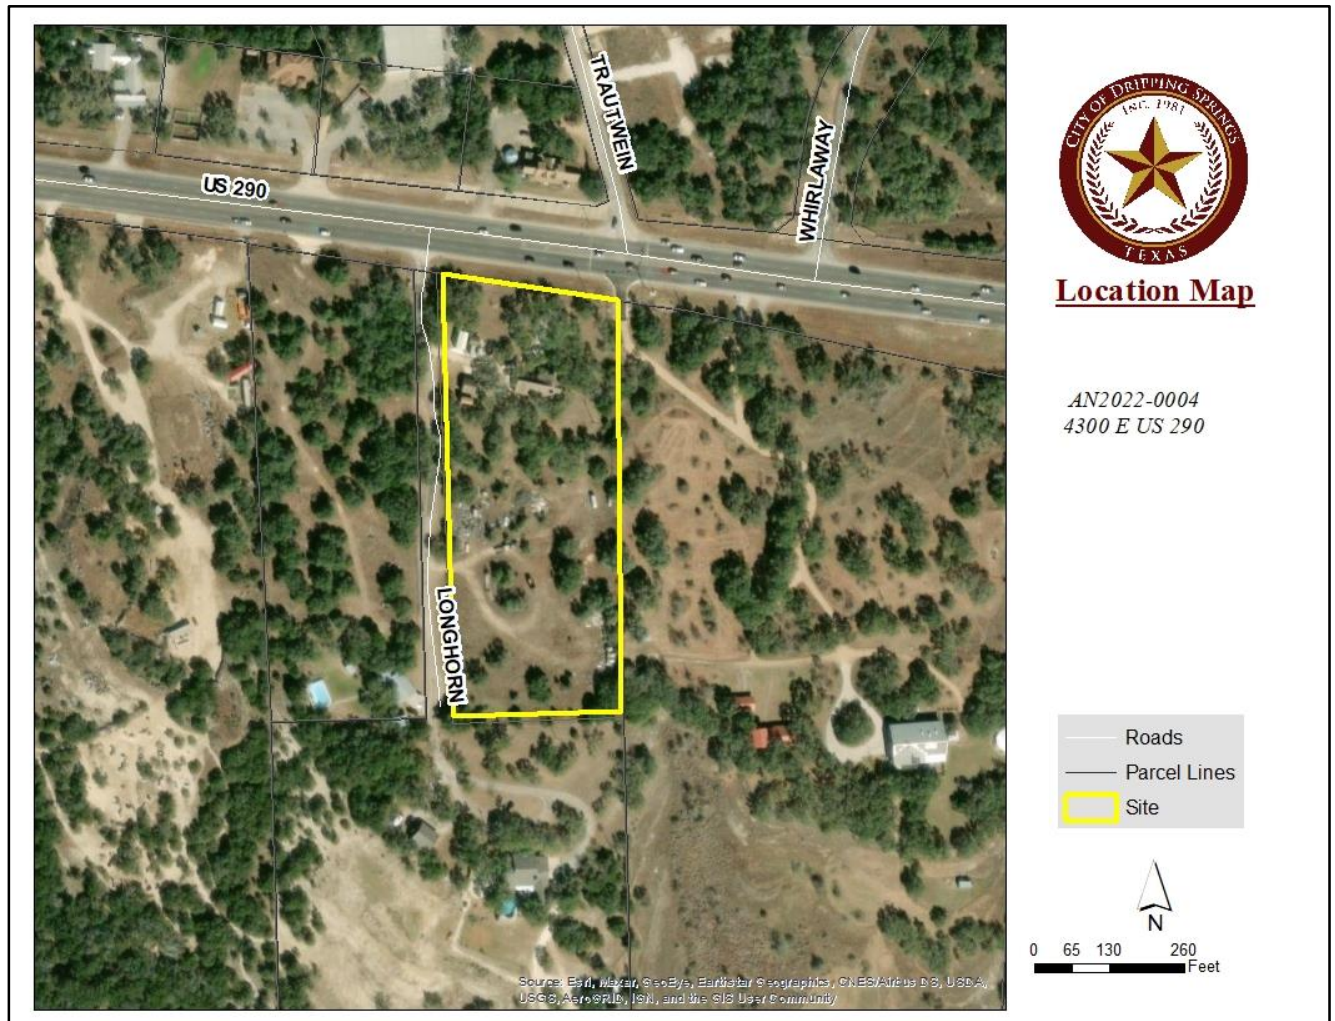 TRAUTWEIN
WHIRLAWAY
US 290
LONGHORN
CITY OF DRIPPING SPRINGS
INC. 1981
TEXAS
Location Map
AN2022-0004
4300 E US 290
Roads
Parcel Lines
Site
N
0 65 130 260
Feet
Source: Esri, Maxar, GeoEye, Earthstar Geographics, CNES/Airbus DS, USDA,
USGS, AeroGRID, IGN, and the GIS User Community